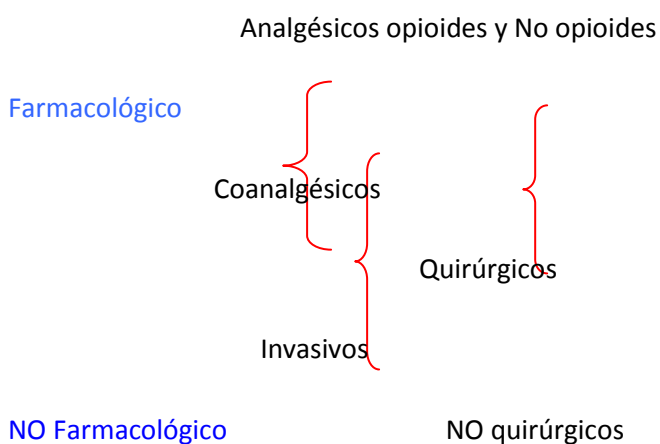 Analgésicos opioides y No opioides
Farmacológico
Coanalgésicos
Quirúrgicos
Invasivos
NO Farmacológico NO quirúrgicos